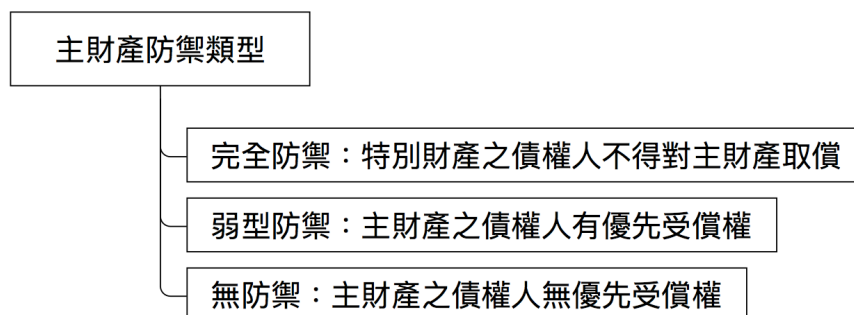 主財產防禦類型
完全防禦：特別財產之債權人不得對主財產取償
弱型防禦：主財產之債權人有優先受償權
無防禦：主財產之債權人無優先受償權